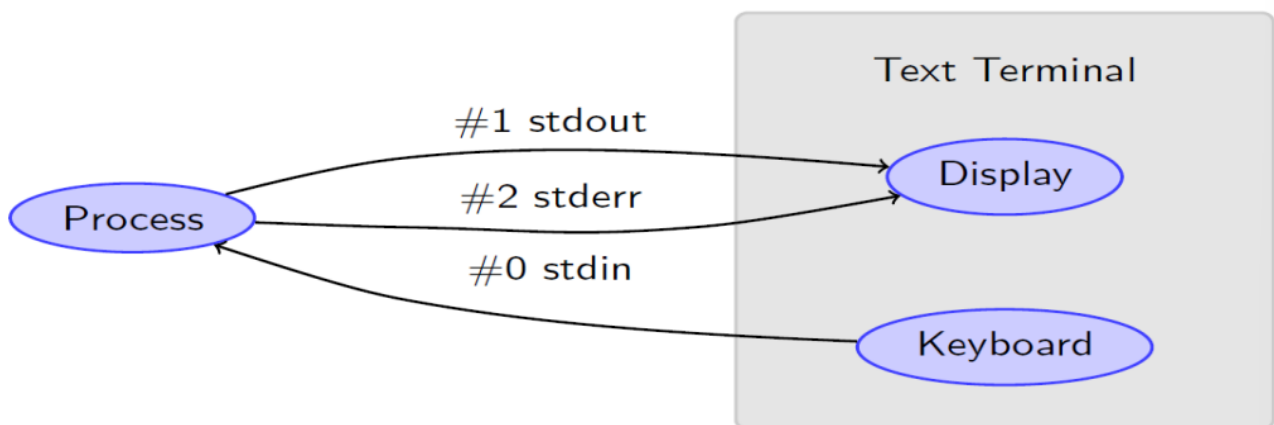 Text Terminal
#1 stdout
Display
#2 stderr
Process
#0 stdin
Keyboard